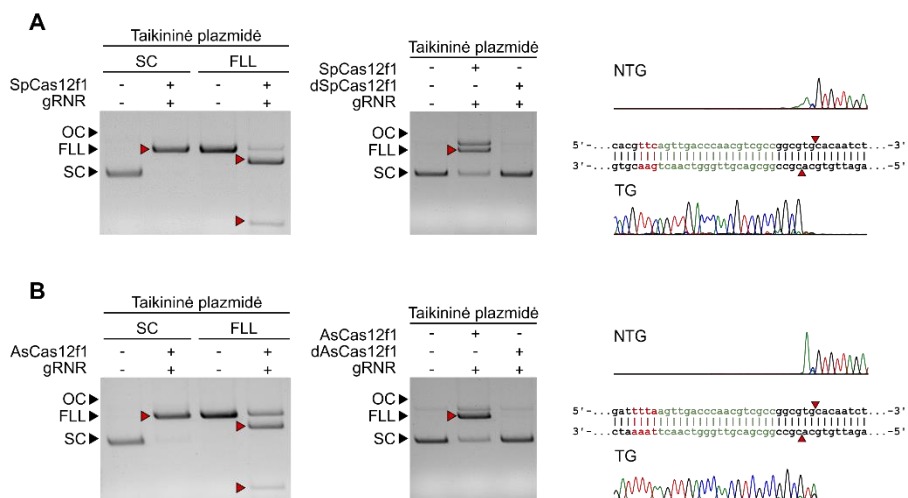 A
Taikininė plazmidė
SC FLL
SpCas12f1 - + - +
gRNR - + - +
OC
FLL
SC
Taikininė plazmidė
SpCas12f1 - + -
dSpCas12f1 - - +
gRNR - + +
OC
FLL
SC
NTG
5'-...cacgttcagttgacccaacgtcgccggcgtgcacaatct...-3'
3'-...gtgcaagtcaactgggttgcagcggccgcacgtgttaga...-5'
TG
B
Taikininė plazmidė
SC FLL
AsCas12f1 - + - +
gRNR - + - +
OC
FLL
SC
Taikininė plazmidė
AsCas12f1 - + -
dAsCas12f1 - - +
gRNR - + +
OC
FLL
SC
NTG
5'-...gattttaagttgacccaacgtcgccggcgtgcacaatct...-3'
3'-...ctaaaattcaactgggttgcagcggccgcacgtgttaga...-5'
TG